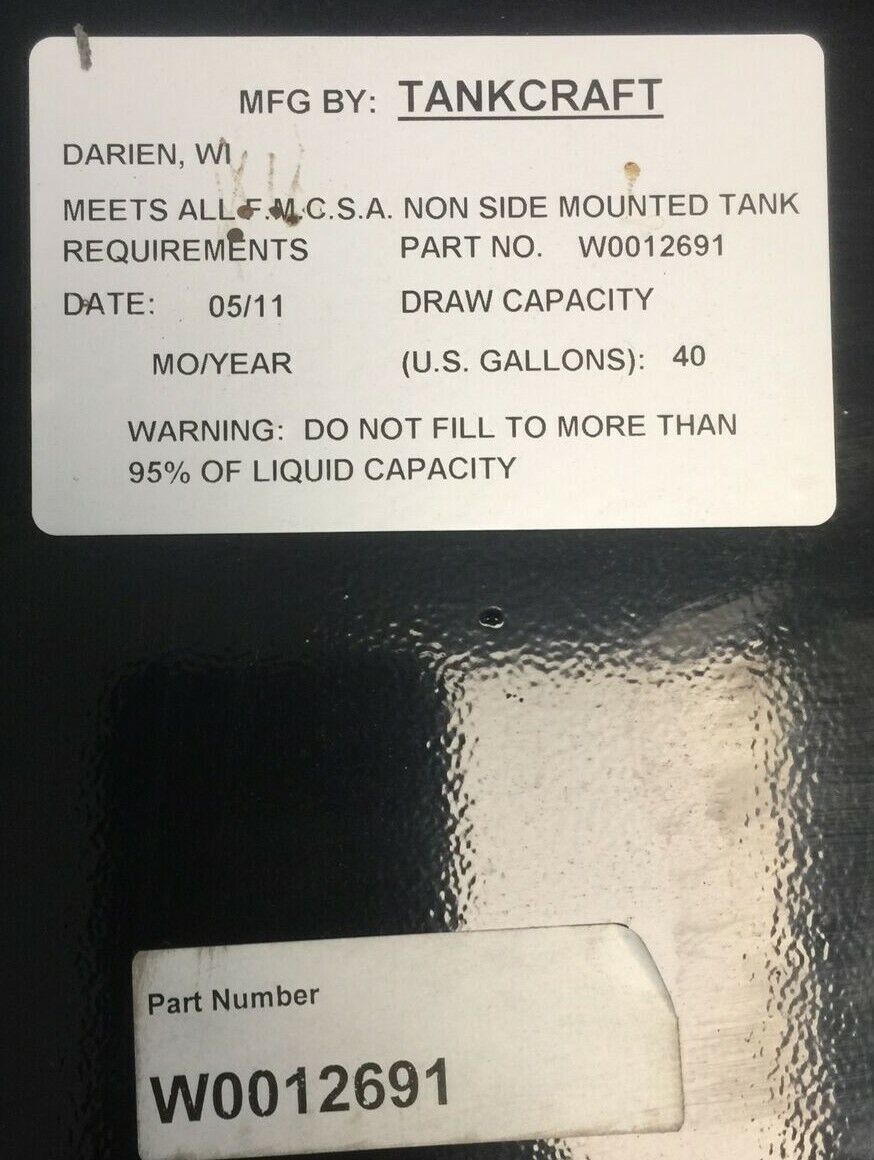 MFG BY: TANKCRAFT
DARIEN, WI
MEETS ALL F.M.C.S.A. NON SIDE MOUNTED TANK
REQUIREMENTS PART NO. W0012691
DATE: 05/11 DRAW CAPACITY
MO/YEAR (U.S. GALLONS): 40
WARNING: DO NOT FILL TO MORE THAN
95% OF LIQUID CAPACITY
Part Number
W0012691